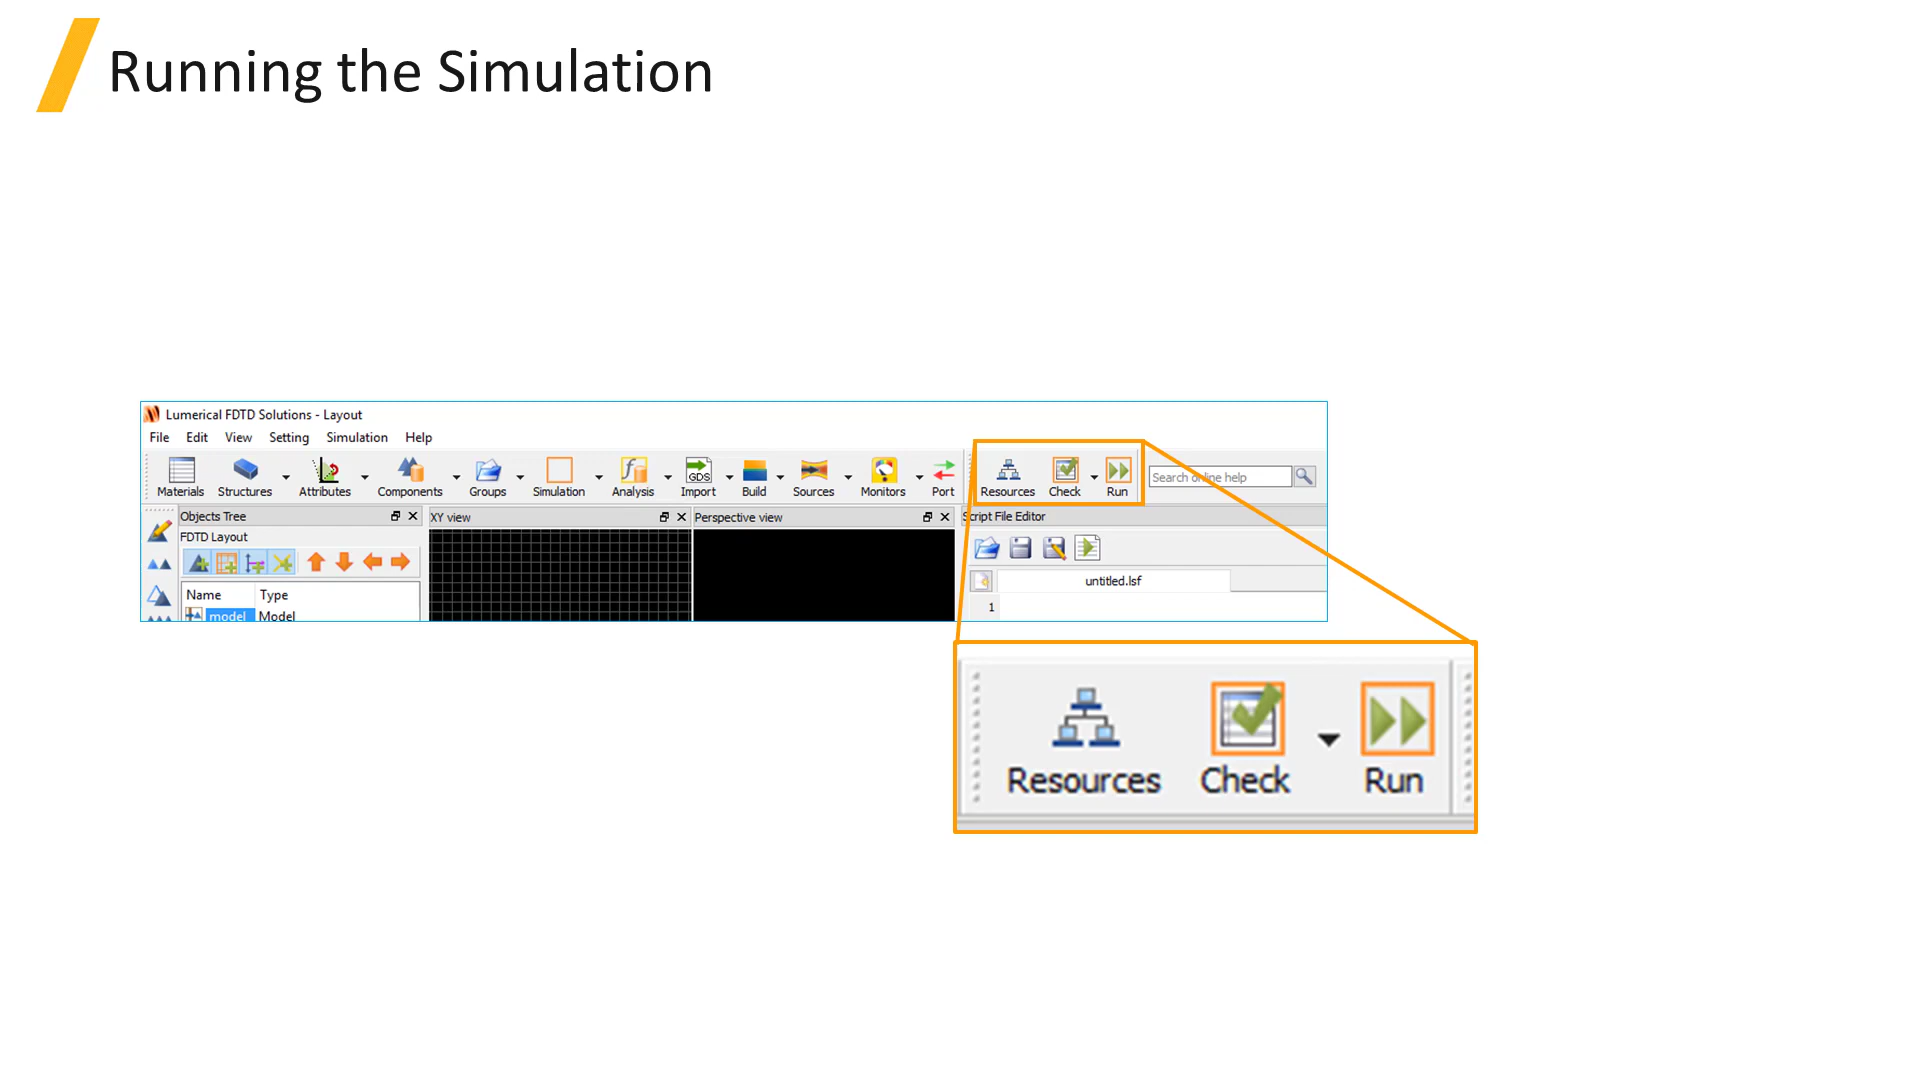 Running the Simulation
Lumerical FDTD Solutions - Layout
File Edit View Setting Simulation Help
Materials Structures Attributes Components Groups Simulation Analysis Import Build Sources Monitors Port Resources Check Run Search online help
GDS
Objects Tree XY view Perspective view Script File Editor
FDTD Layout
untitled.lsf
Name Type
1
model Model
Resources Check Run